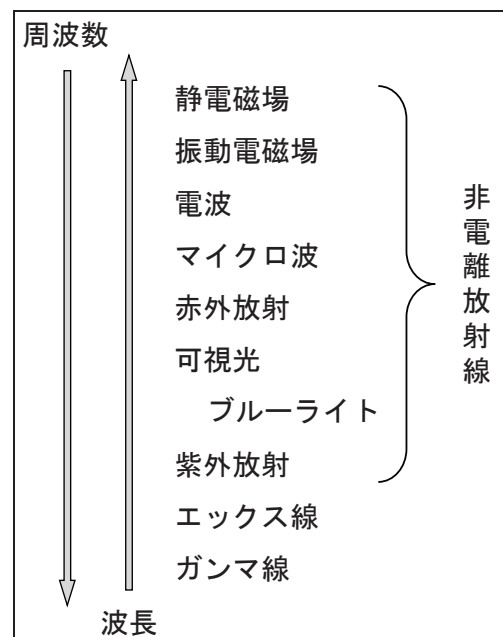 周波数
静電磁場
振動電磁場
電波
マイクロ波
赤外放射
可視光
ブルーライト
紫外放射
エックス線
ガンマ線
波長
非電離放射線